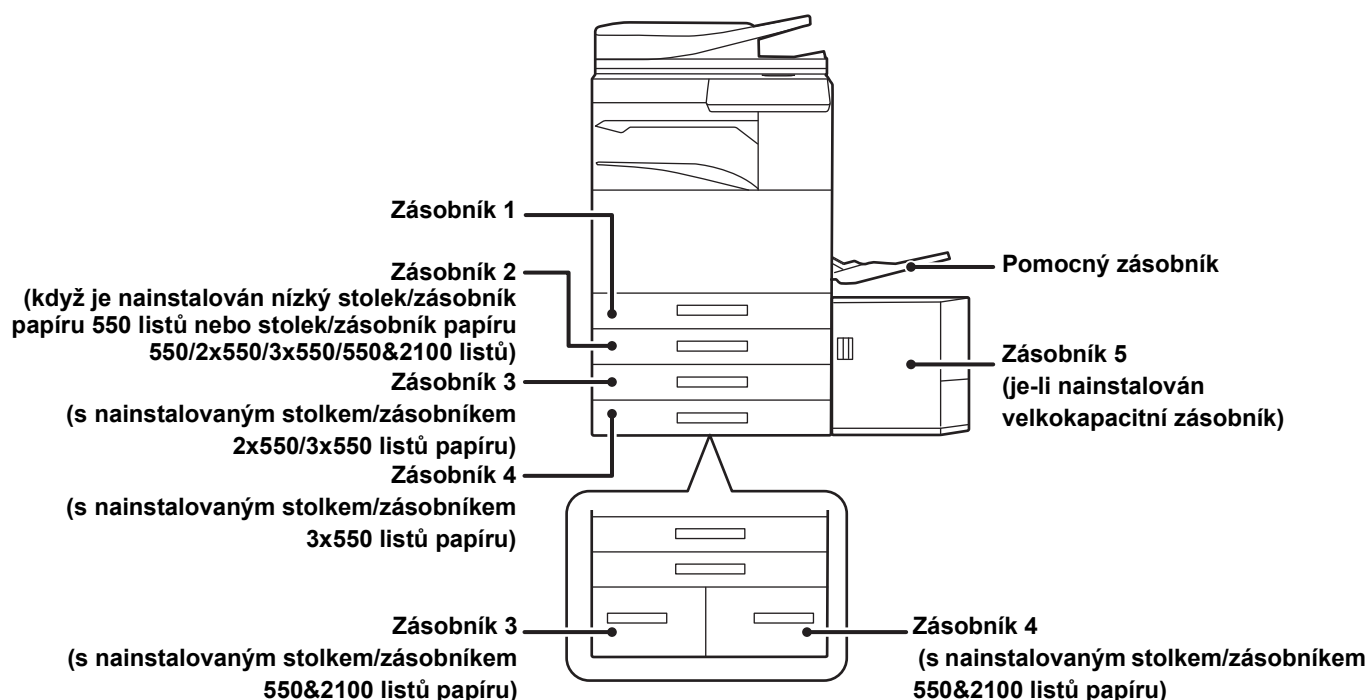 Zásobník 1
Zásobník 2
(když je nainstalován nízký stolek/zásobník
papíru 550 listů nebo stolek/zásobník papíru
550/2x550/3x550/550&2100 listů)
Zásobník 3
(s nainstalovaným stolkem/zásobníkem
2x550/3x550 listů papíru)
Zásobník 4
(s nainstalovaným stolkem/zásobníkem
3x550 listů papíru)
Zásobník 3
(s nainstalovaným stolkem/zásobníkem
550&2100 listů papíru)
Pomocný zásobník
Zásobník 5
(je-li nainstalován
velkokapacitní zásobník)
Zásobník 4
(s nainstalovaným stolkem/zásobníkem
550&2100 listů papíru)